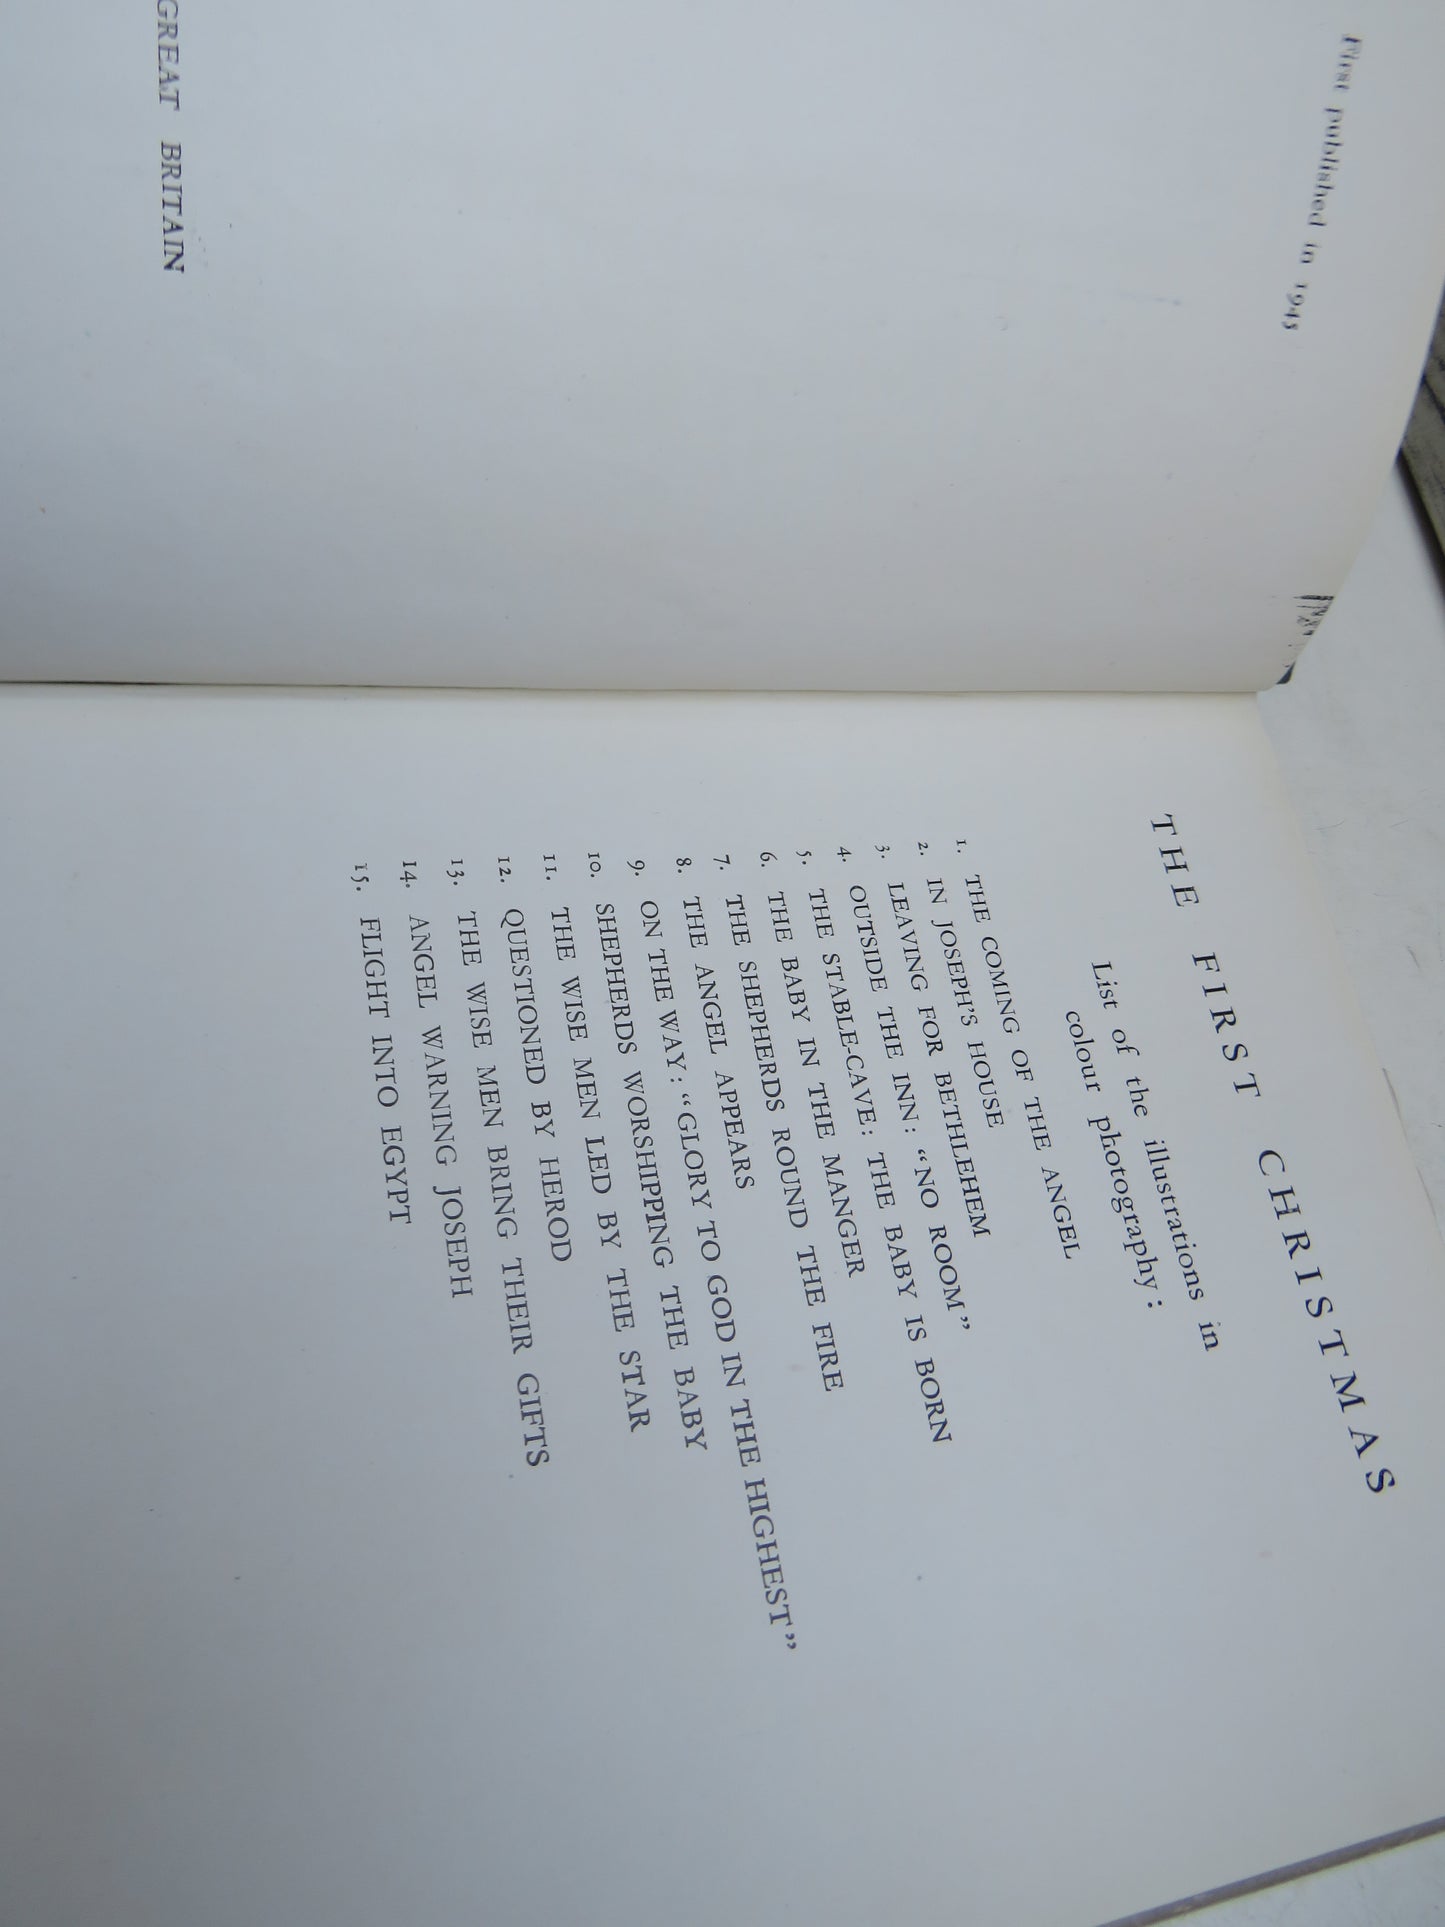 First published in 1945
GREAT BRITAIN
THE FIRST CHRISTMAS
List of the illustrations in
colour photography :
1. THE COMING OF THE ANGEL
2. IN JOSEPH'S HOUSE
3. LEAVING FOR BETHLEHEM
4. OUTSIDE THE INN : “NO ROOM”
5. THE STABLE-CAVE : THE BABY IS BORN
6. THE BABY IN THE MANGER
7. THE SHEPHERDS ROUND THE FIRE
8. THE ANGEL APPEARS
9. ON THE WAY : “GLORY TO GOD IN THE HIGHEST”
10. SHEPHERDS WORSHIPPING THE BABY
11. THE WISE MEN LED BY THE STAR
12. QUESTIONED BY HEROD
13. THE WISE MEN BRING THEIR GIFTS
14. ANGEL WARNING JOSEPH
15. FLIGHT INTO EGYPT